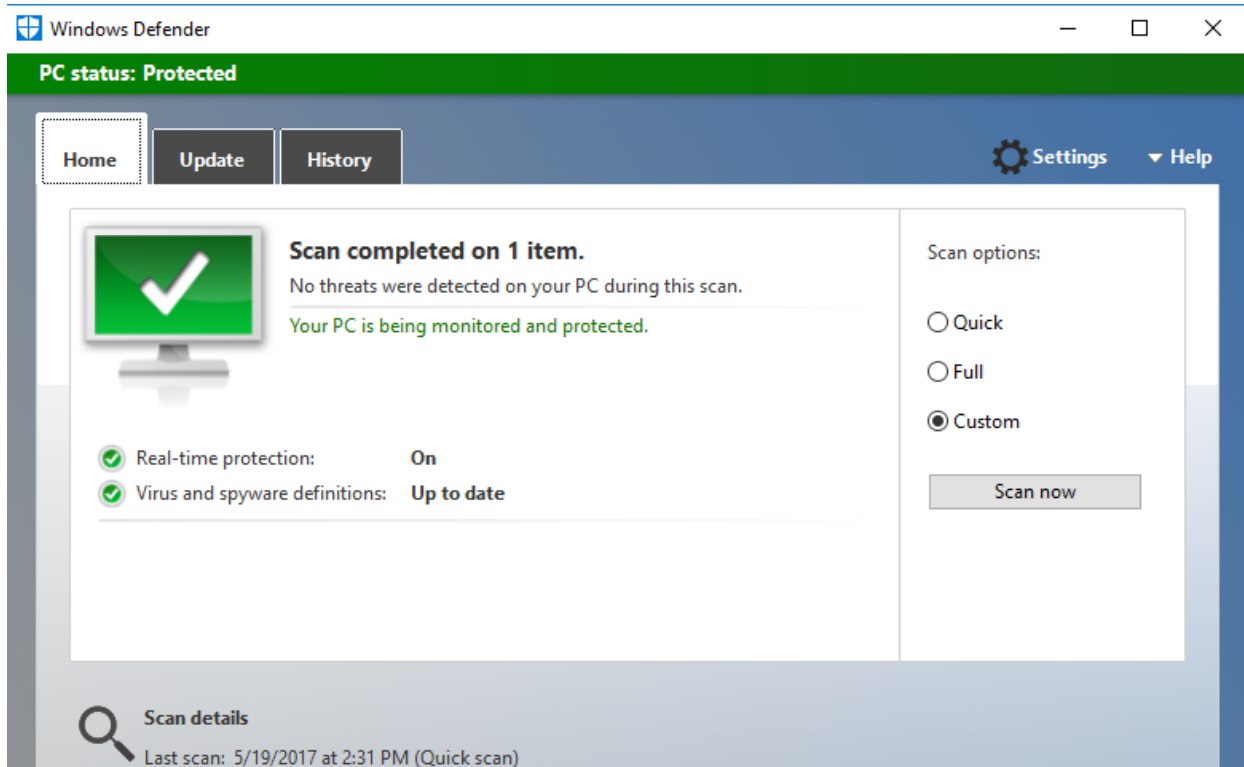 Windows Defender
PC status: Protected
Home Update History Settings Help
Scan completed on 1 item.
No threats were detected on your PC during this scan.
Your PC is being monitored and protected.
Real-time protection: On
Virus and spyware definitions: Up to date
Scan options:
Quick
Full
Custom
Scan now
Scan details
Last scan: 5/19/2017 at 2:31 PM (Quick scan)